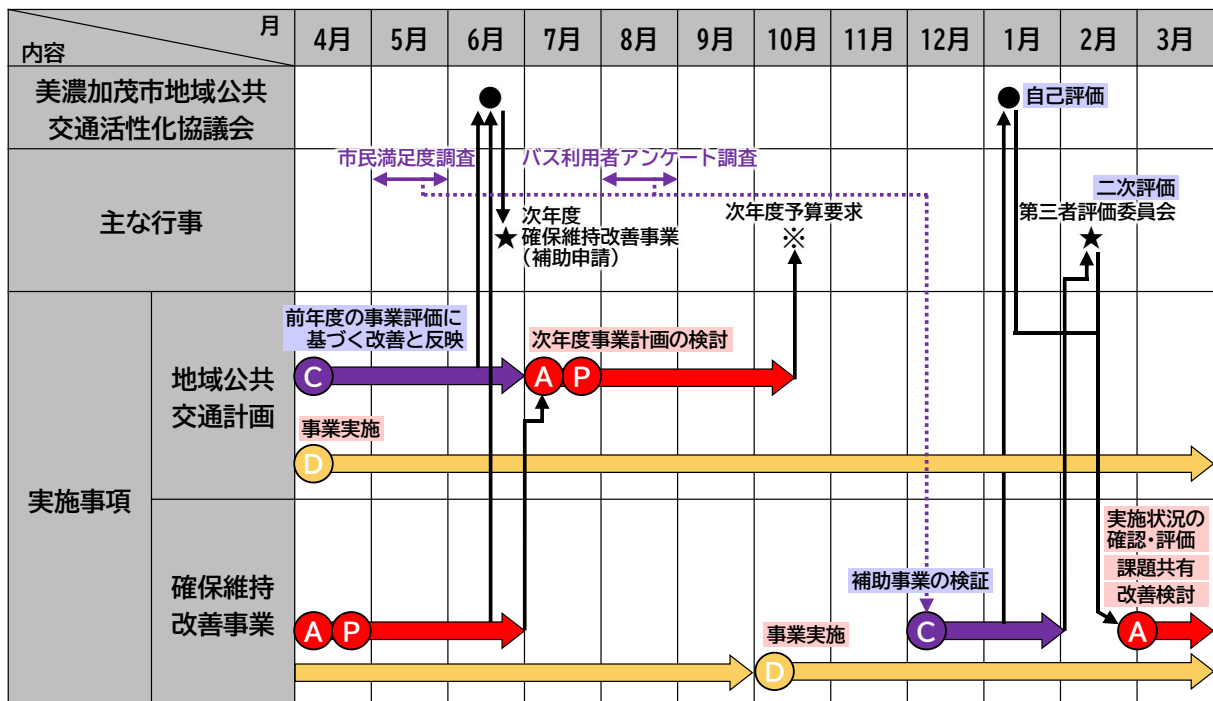 月
内容
4月
5月
6月
7月
8月
9月
10月
11月
12月
1月
2月
3月
美濃加茂市地域公共
交通活性化協議会
●
●自己評価
主な行事
市民満足度調査
バス利用者アンケート調査
★
次年度
確保維持改善事業
（補助申請）
次年度予算要求
※
二次評価
第三者評価委員会
★
実施事項
地域公共
交通計画
前年度の事業評価に
基づく改善と反映
C
次年度事業計画の検討
A P
事業実施
D
確保維持
改善事業
A P
事業実施
D
補助事業の検証
C
実施状況の
確認・評価
課題共有
改善検討
A